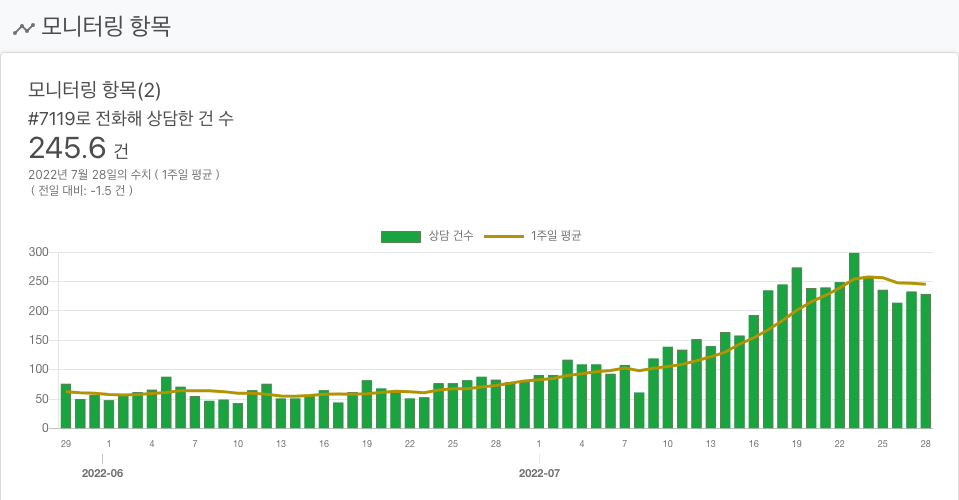 모니터링 항목
모니터링 항목(2)
#7119로 전화해 상담한 건 수
245.6 건
2022년 7월 28일의 수치 ( 1주일 평균 )
( 전일 대비: -1.5 건 )
상담 건수 1주일 평균
300
250
200
150
100
50
0
29 1 4 7 10 13 16 19 22 25 28 1 4 7 10 13 16 19 22 25 28
2022-06 2022-07